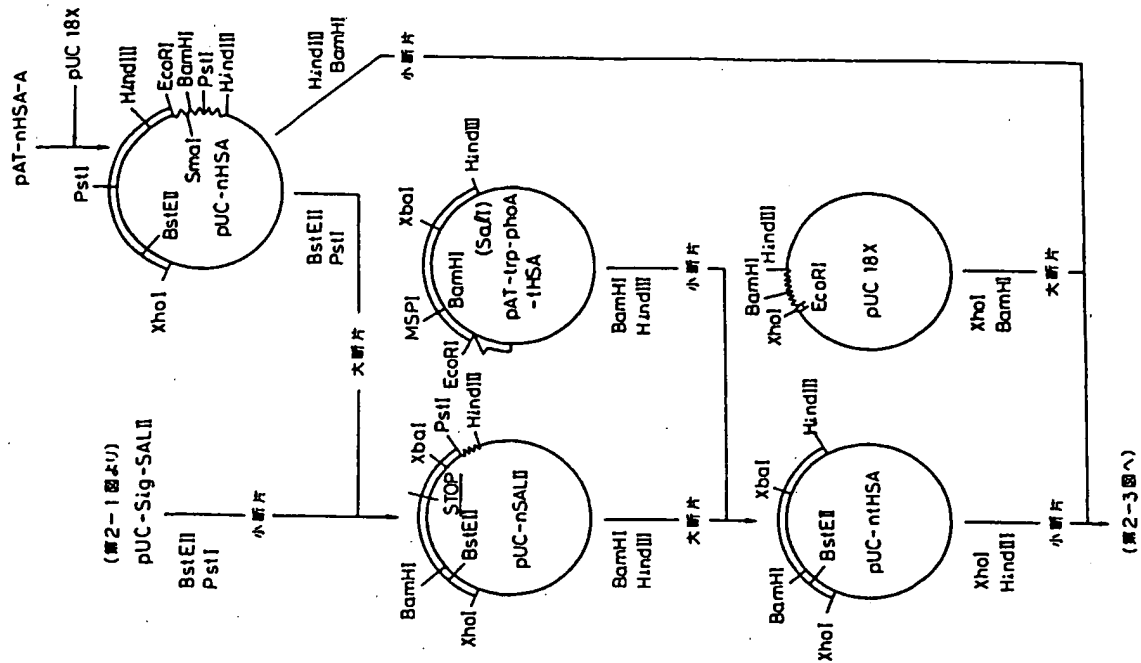 pAT-nHSA-A
pUC 18X
PstI
HindIII
EcoRI
BamHI
PstI
HindIII
SmaI
BstEII
XhoI
pUC-nHSA
HindIII
BamHI
小断片
BstEII
PstI
大断片
(第2-1図より)
pUC-Sig-SALII
BstEII
PstI
小断片
XbaI
HindIII
(SalI)
BamHI
MSPI
EcoRI
pAT-trp-phoA
-tHSA
BamHI
HindIII
小断片
STOP
XbaI
PstI
HindIII
BstEII
BamHI
XhoI
pUC-nSALII
BamHI
HindIII
大断片
BamHI
HindIII
XhoI
EcoRI
pUC 18X
XhoI
BamHI
大断片
XbaI
HindIII
BamHI
BstEII
XhoI
pUC-ntHSA
XhoI
HindIII
小断片
(第2-3図へ)